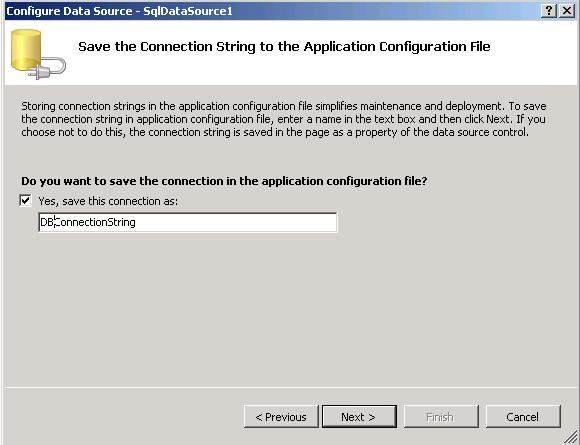 Configure Data Source - SqlDataSource1
Save the Connection String to the Application Configuration File
Storing connection strings in the application configuration file simplifies maintenance and deployment. To save
the connection string in application configuration file, enter a name in the text box and then click Next. If you
choose not to do this, the connection string is saved in the page as a property of the data source control.
Do you want to save the connection in the application configuration file?
Yes, save this connection as:
DBConnectionString
< Previous
Next >
Finish
Cancel